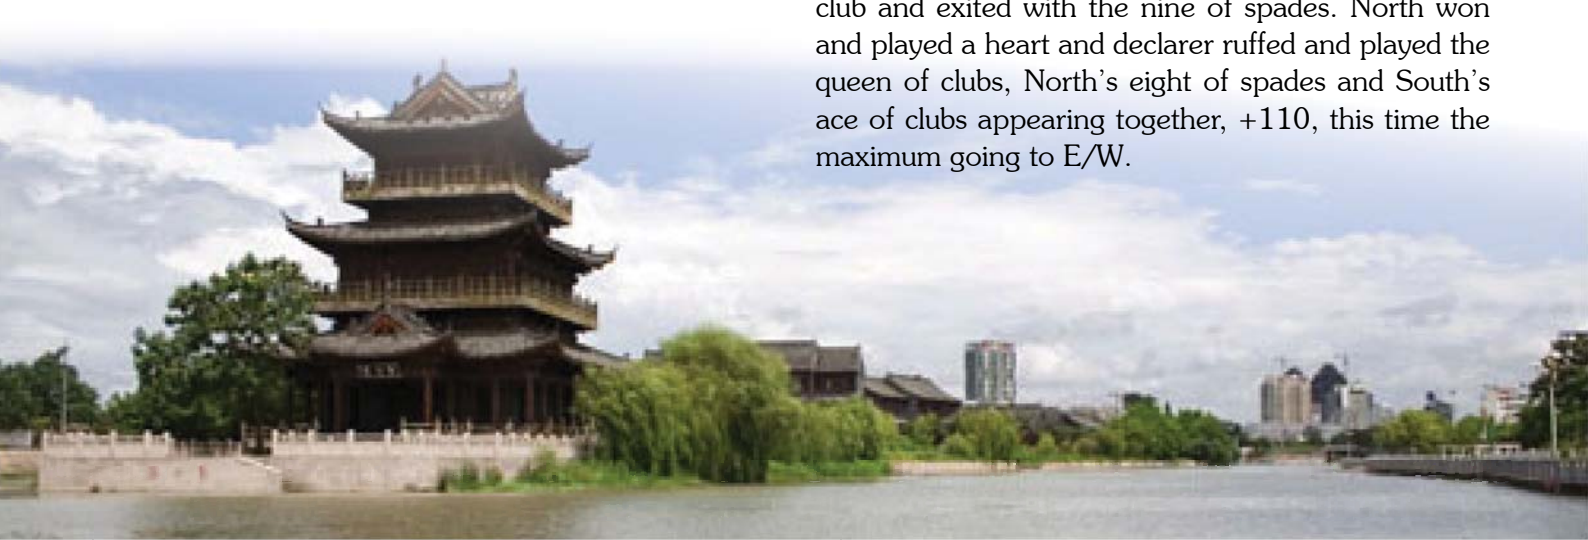 club and exited with the nine of spades. North won
and played a heart and declarer ruffed and played the
queen of clubs, North’s eight of spades and South’s
ace of clubs appearing together, +110, this time the
maximum going to E/W.